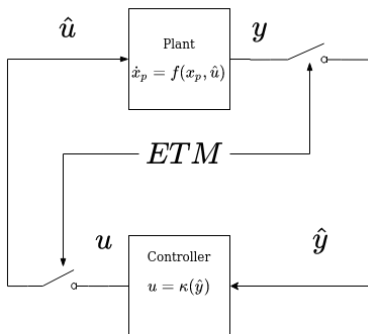 û
Plant
y
ẋ_p = f(x_p, û)
ETM
u
Controller
ŷ
u = κ(ŷ)